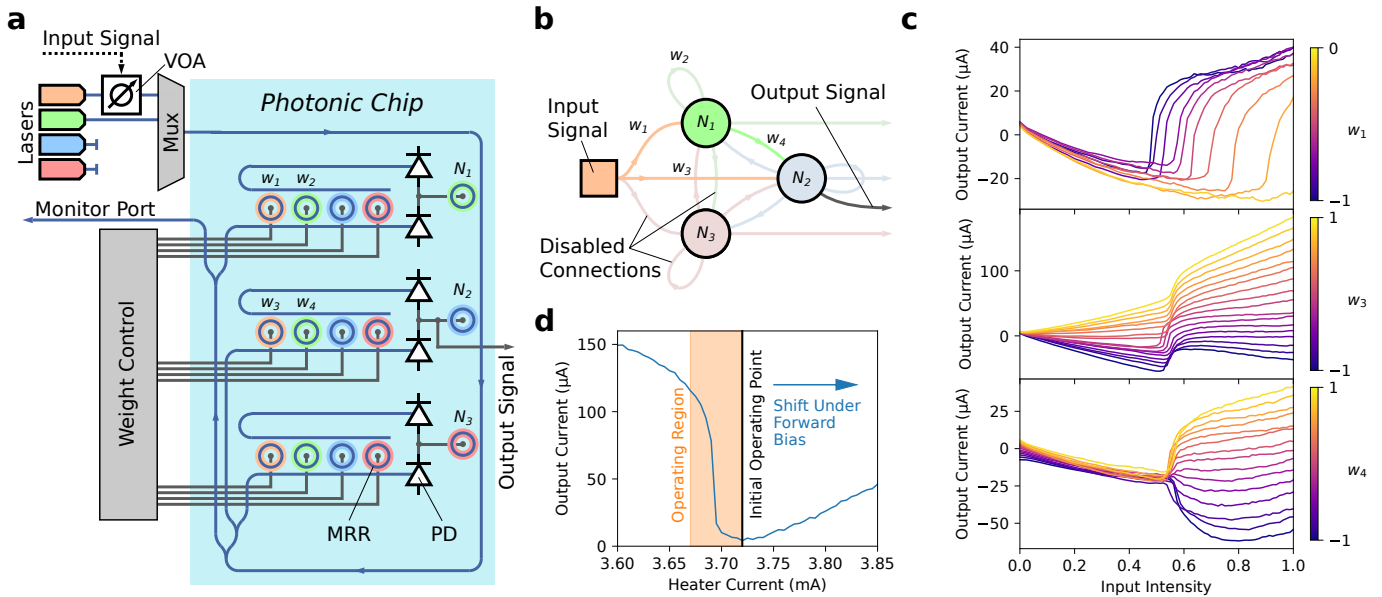 a
Input Signal
VOA
Lasers
Mux
Photonic Chip
Monitor Port
Weight Control
w1
w2
N1
w3
w4
N2
N3
MRR
PD
Output Signal
b
Input
Signal
w1
w2
w3
w4
N1
N2
N3
Output Signal
Disabled
Connections
d
Output Current (µA)
150
100
50
0
Operating Region
Initial Operating Point
Shift Under
Forward
Bias
3.60
3.65
3.70
3.75
3.80
3.85
Heater Current (mA)
c
Output Current (µA)
40
20
0
−20
0
w1
−1
Output Current (µA)
100
0
1
w3
−1
Output Current (µA)
25
0
−25
−50
1
w4
−1
0.0
0.2
0.4
0.6
0.8
1.0
Input Intensity